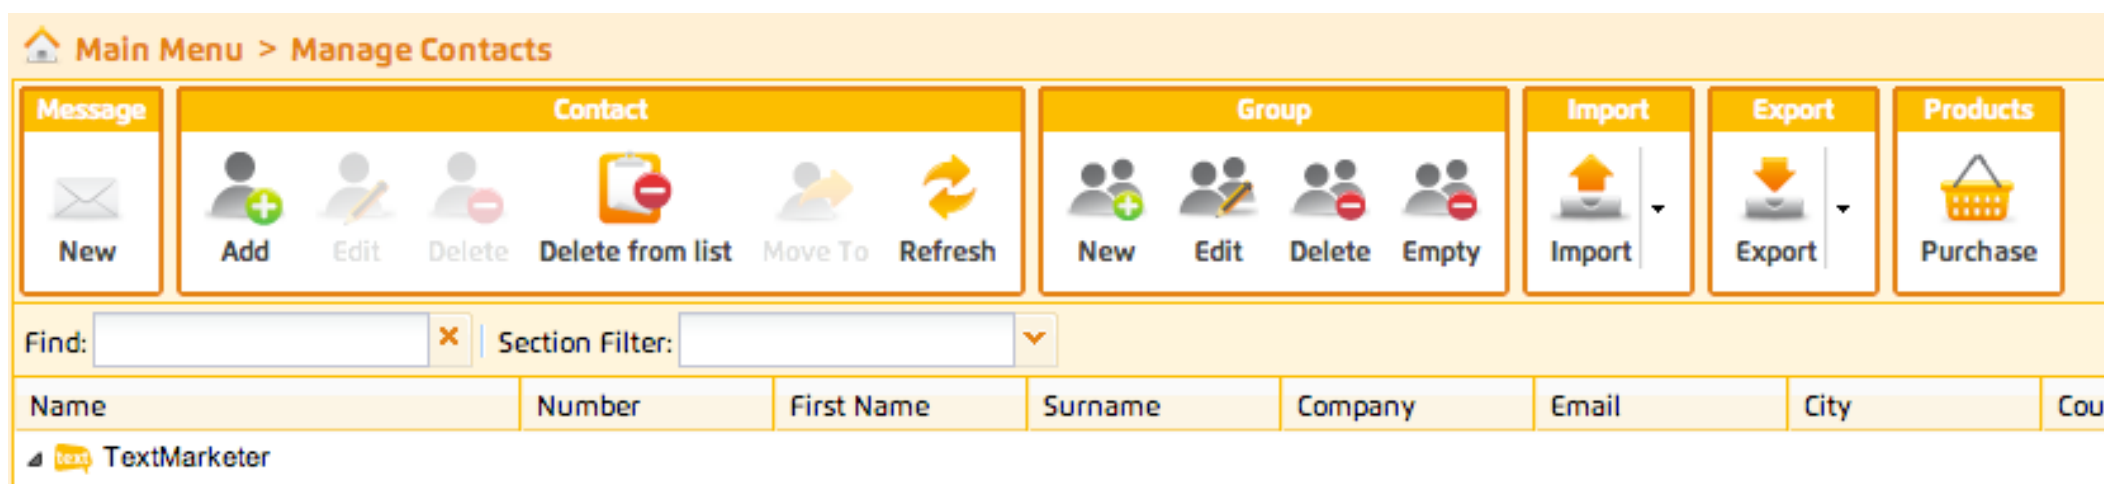 Main Menu > Manage Contacts
Message Contact Group Import Export Products
New Add Edit Delete Delete from list Move To Refresh New Edit Delete Empty Import Export Purchase
Find: Section Filter:
Name Number First Name Surname Company Email City Cou
text TextMarketer